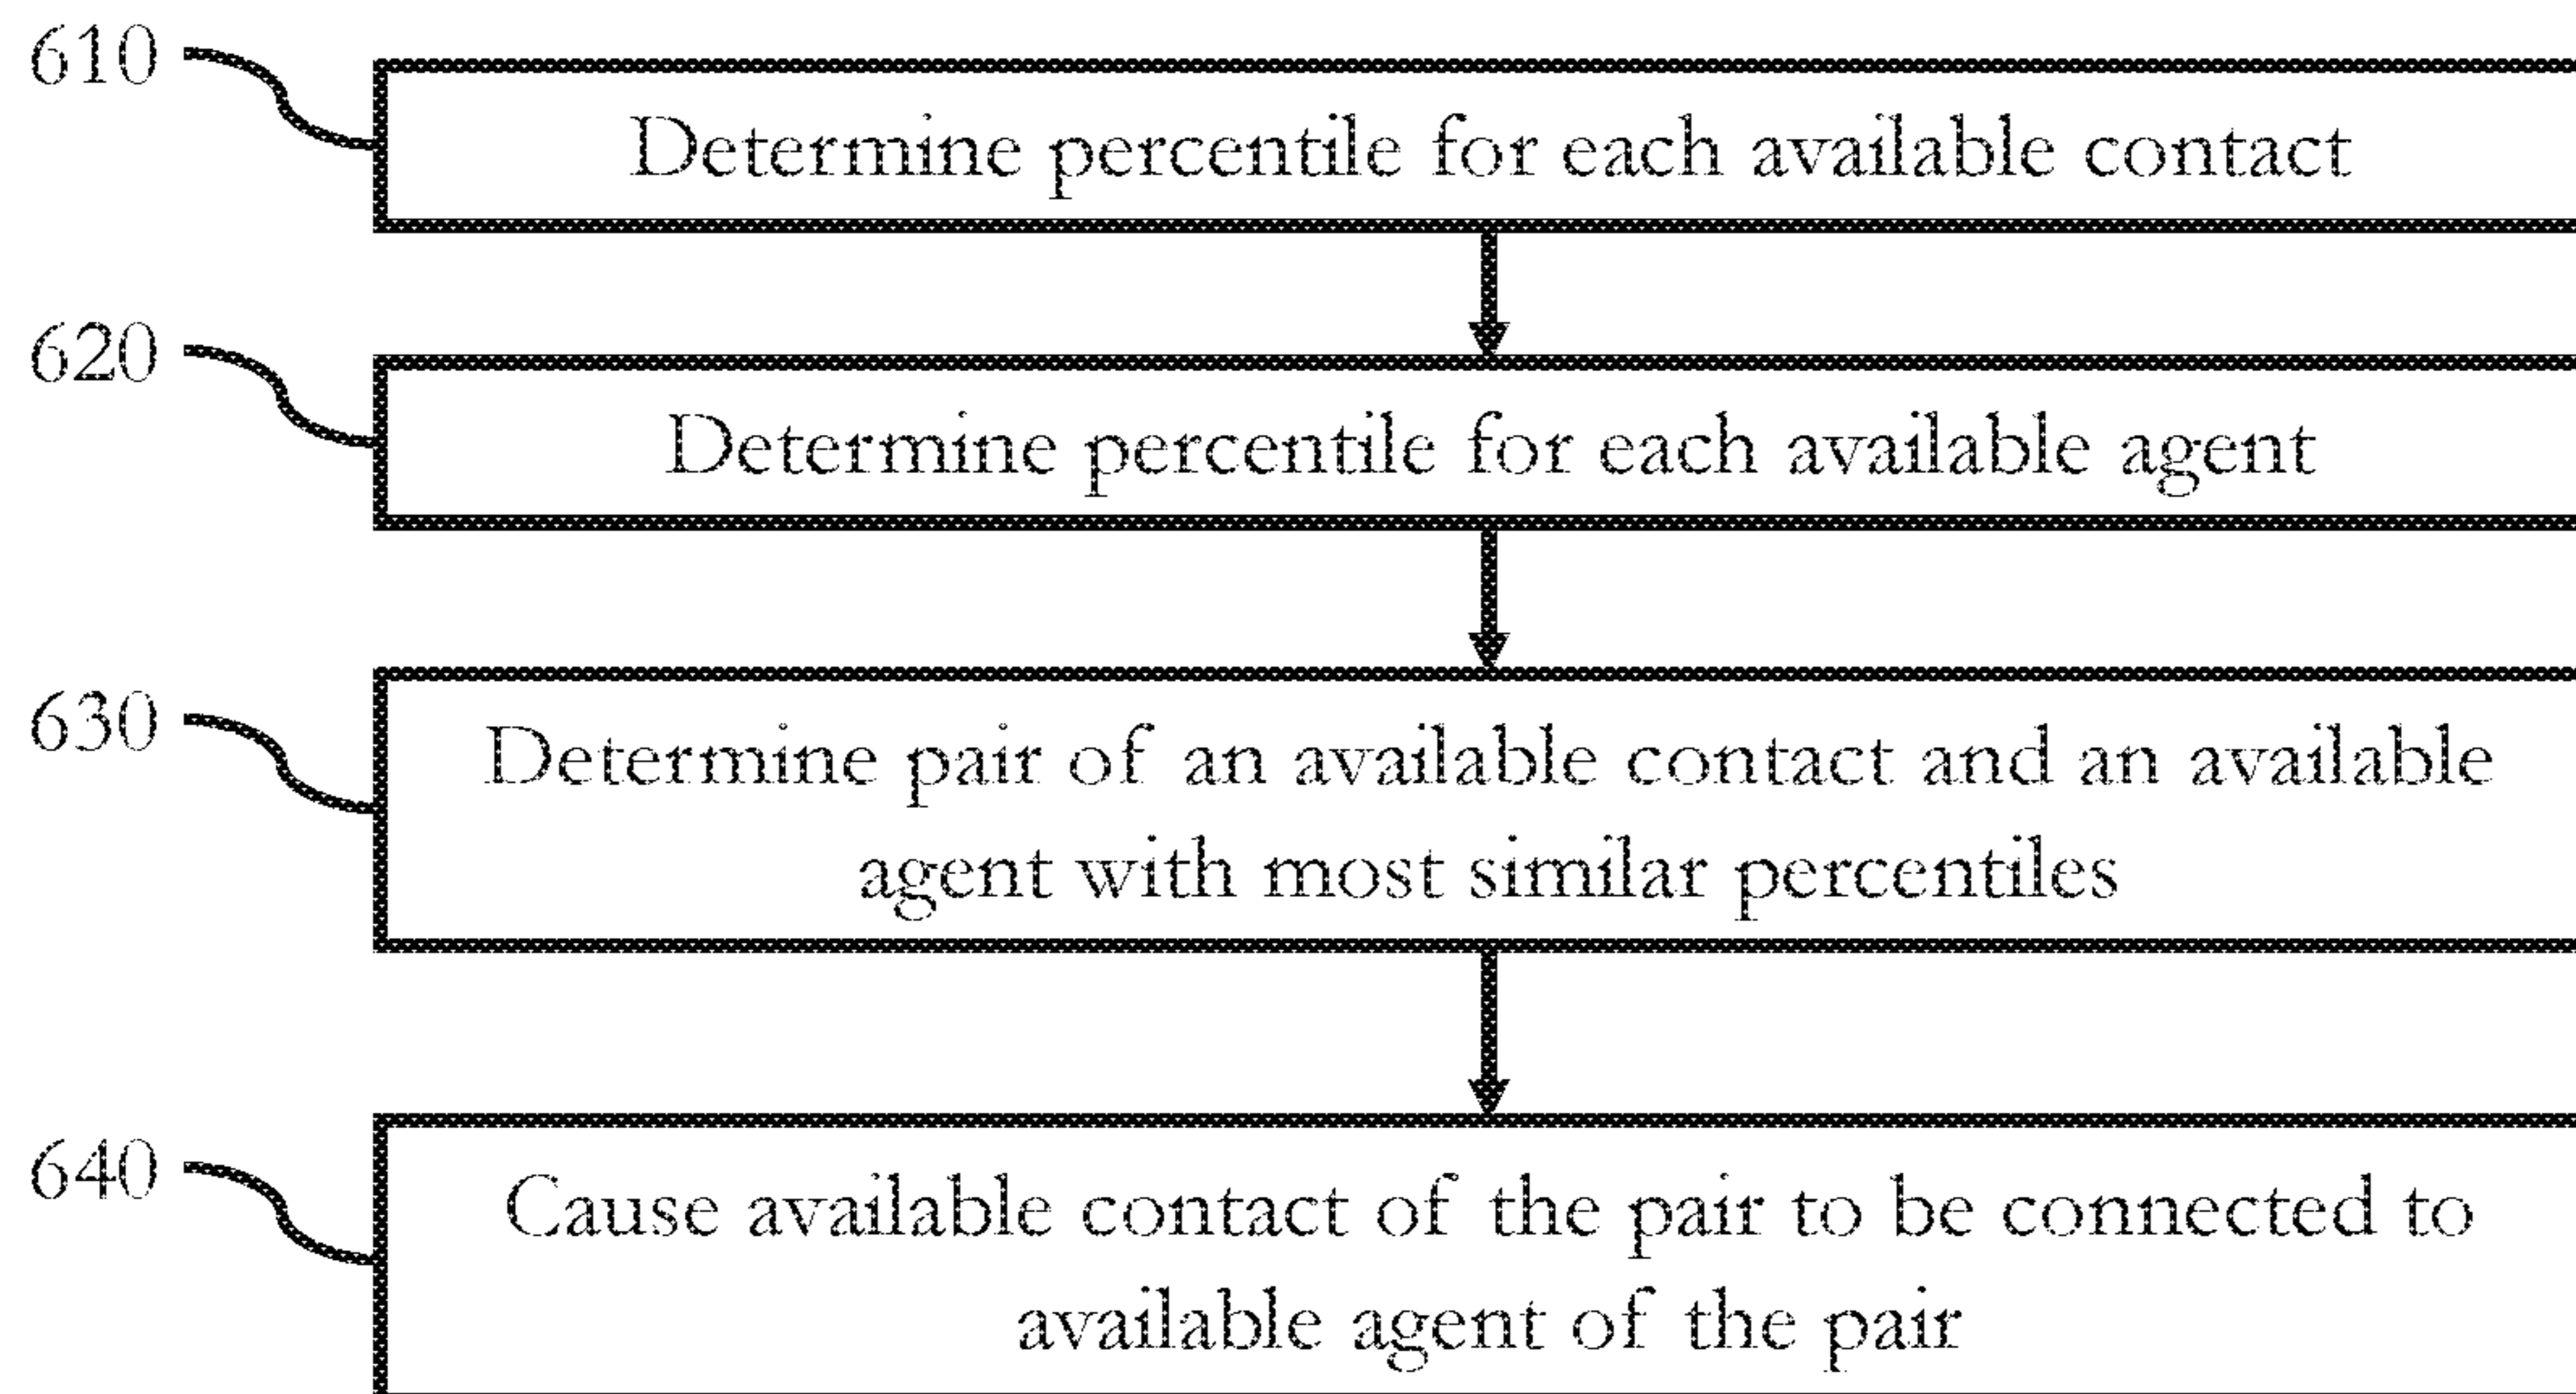 610
Determine percentile for each available contact
620
Determine percentile for each available agent
630
Determine pair of an available contact and an available
agent with most similar percentiles
640
Cause available contact of the pair to be connected to
available agent of the pair